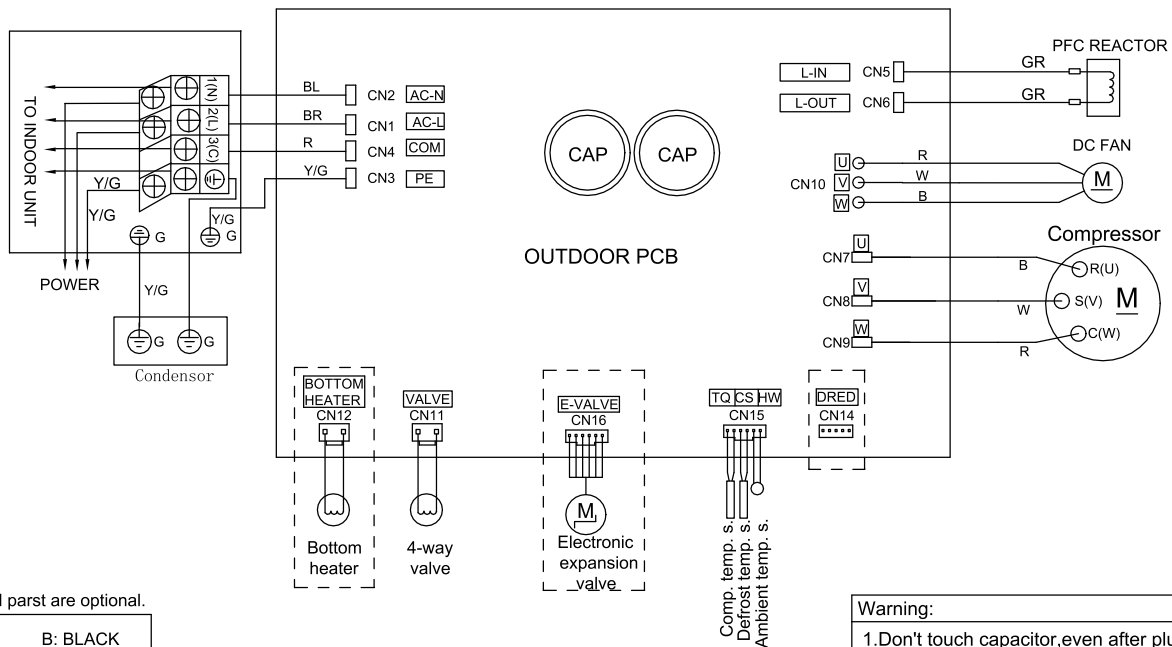 TO INDOOR UNIT
1(N)
2(L)
3(C)
Y/G
Y/G
Y/G
G
G
POWER
Y/G
G
G
Condensor
BL
CN2 AC-N
BR
CN1 AC-L
R
CN4 COM
Y/G
CN3 PE
CAP
CAP
OUTDOOR PCB
PFC REACTOR
L-IN CN5 GR
L-OUT CN6 GR
DC FAN
CN10
U R
V W
W B
M
Compressor
U
CN7 B R(U)
V
CN8 W S(V) M
W
CN9 R C(W)
BOTTOM
HEATER
CN12
Bottom
heater
VALVE
CN11
4-way
valve
E-VALVE
CN16
M
Electronic
expansion
valve
TQ CS HW
CN15
Comp. temp. s.
Defrost temp. s.
Ambient temp. s.
DRED
CN14
parst are optional.
B: BLACK
Warning:
1.Don't touch capacitor,even after